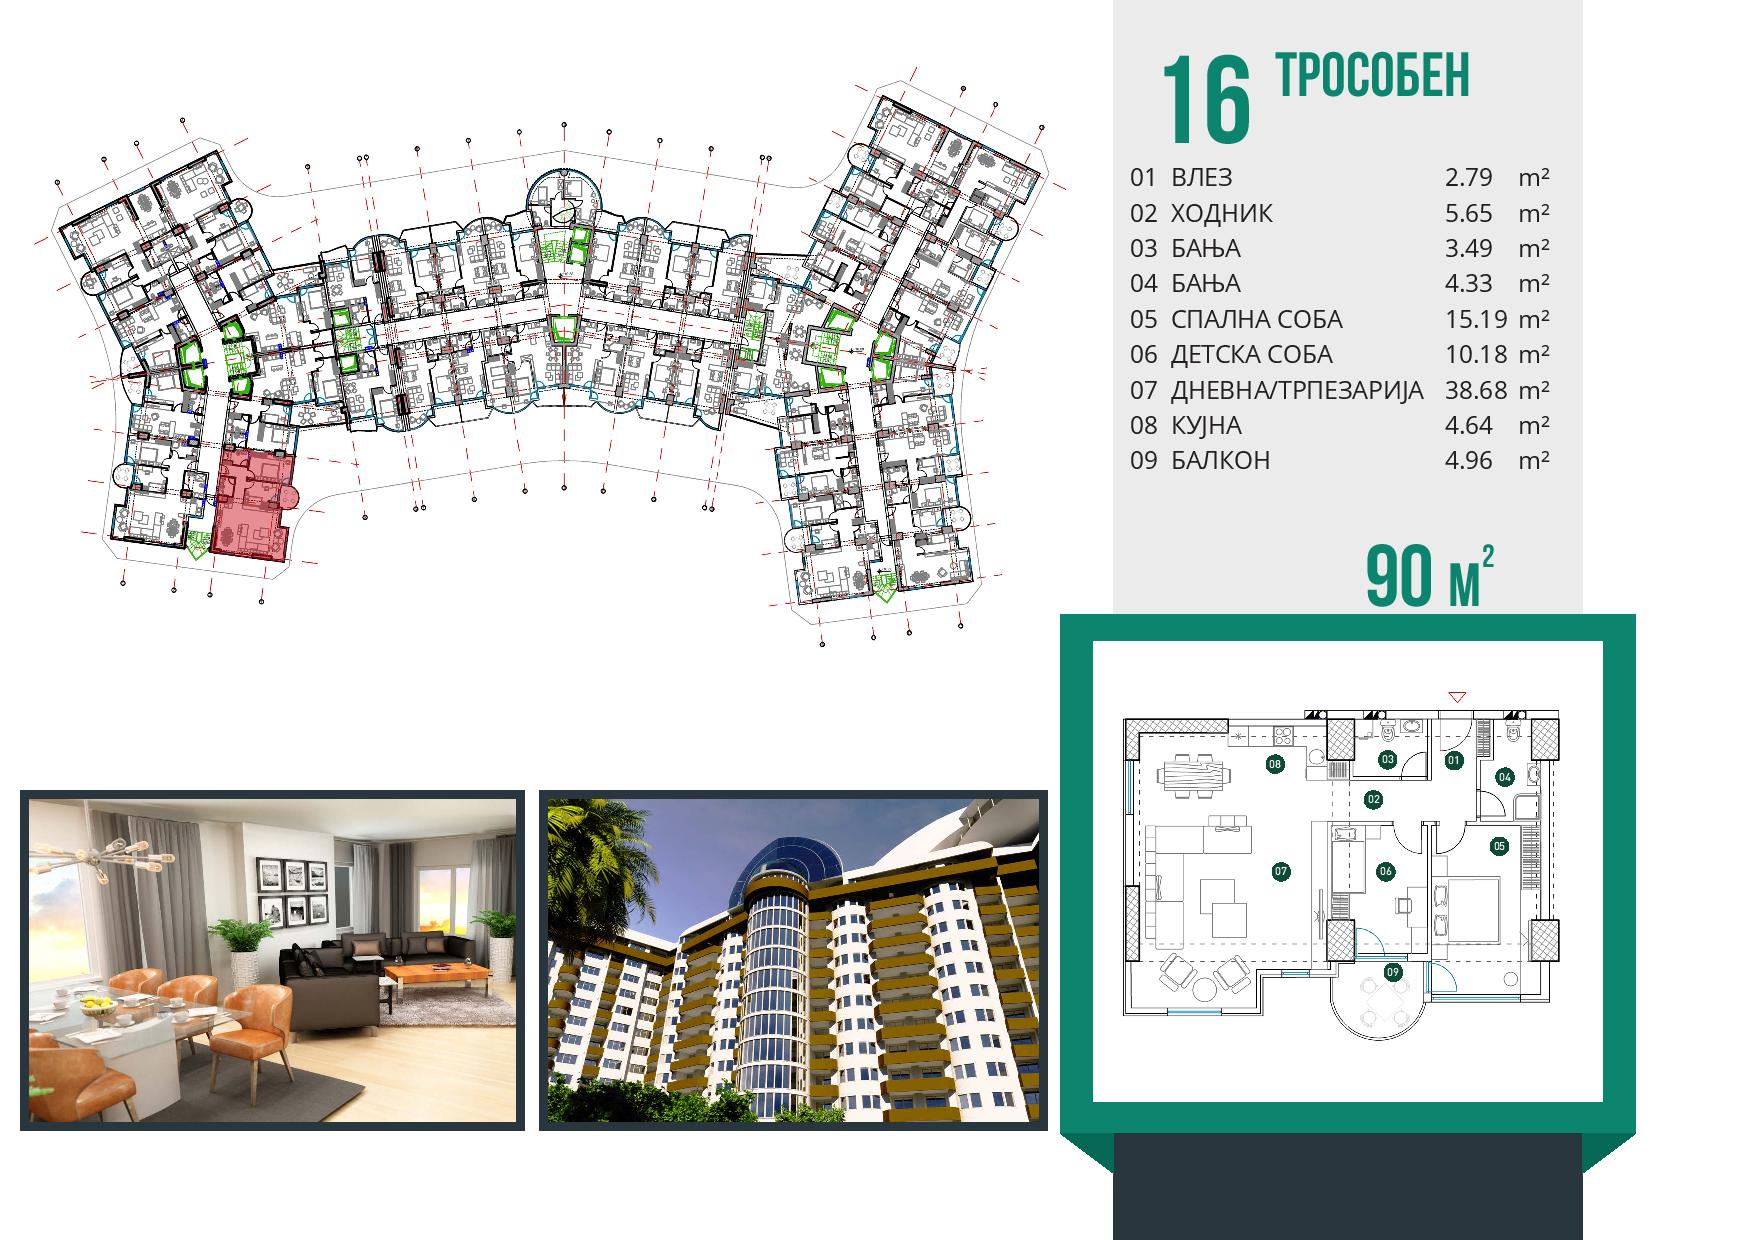 16 ТРОСОБЕН
01 ВЛЕЗ 2.79 m²
02 ХОДНИК 5.65 m²
03 БАЊА 3.49 m²
04 БАЊА 4.33 m²
05 СПАЛНА СОБА 15.19 m²
06 ДЕТСКА СОБА 10.18 m²
07 ДНЕВНА/ТРПЕЗАРИЈА 38.68 m²
08 КУЈНА 4.64 m²
09 БАЛКОН 4.96 m²
90 м²
03
01
08
04
02
05
07
06
09